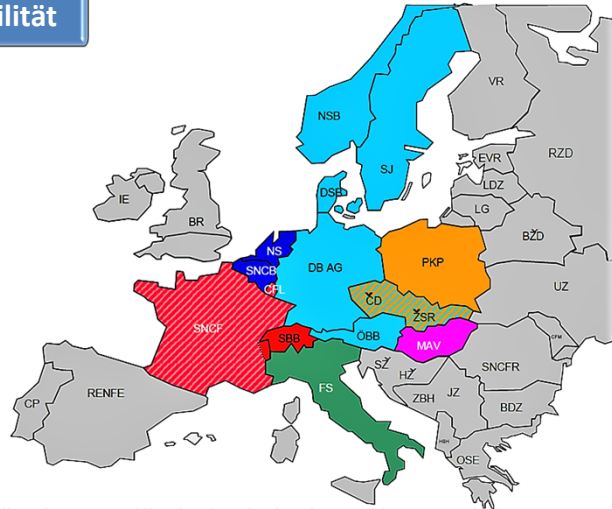 ilität
VR
NSB
RZD
SJ
EVR
DSB
LDZ
IE
LG
BR
BŽD
NS
DB AG
PKP
SNCB
UZ
CFL
ČD
ŽSR
SNCF
ÖBB
CFM
SBB
MAV
SŽ
SNCFR
HŽ
FS
RENFE
ZBH
JZ
CP
BDZ
OSE